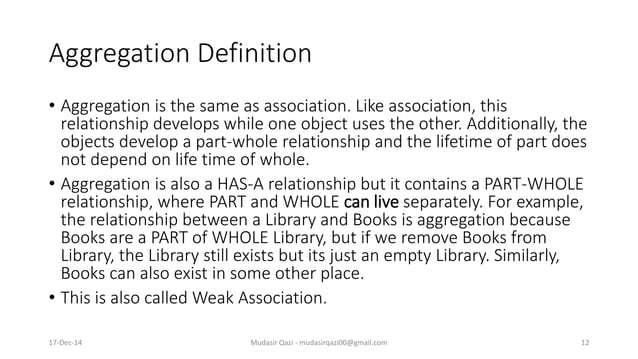 Aggregation Definition
• Aggregation is the same as association. Like association, this
relationship develops while one object uses the other. Additionally, the
objects develop a part-whole relationship and the lifetime of part does
not depend on life time of whole.
• Aggregation is also a HAS-A relationship but it contains a PART-WHOLE
relationship, where PART and WHOLE can live separately. For example,
the relationship between a Library and Books is aggregation because
Books are a PART of WHOLE Library, but if we remove Books from
Library, the Library still exists but its just an empty Library. Similarly,
Books can also exist in some other place.
• This is also called Weak Association.
17-Dec-14
Mudasir Qazi - mudasirqazi00@gmail.com
12